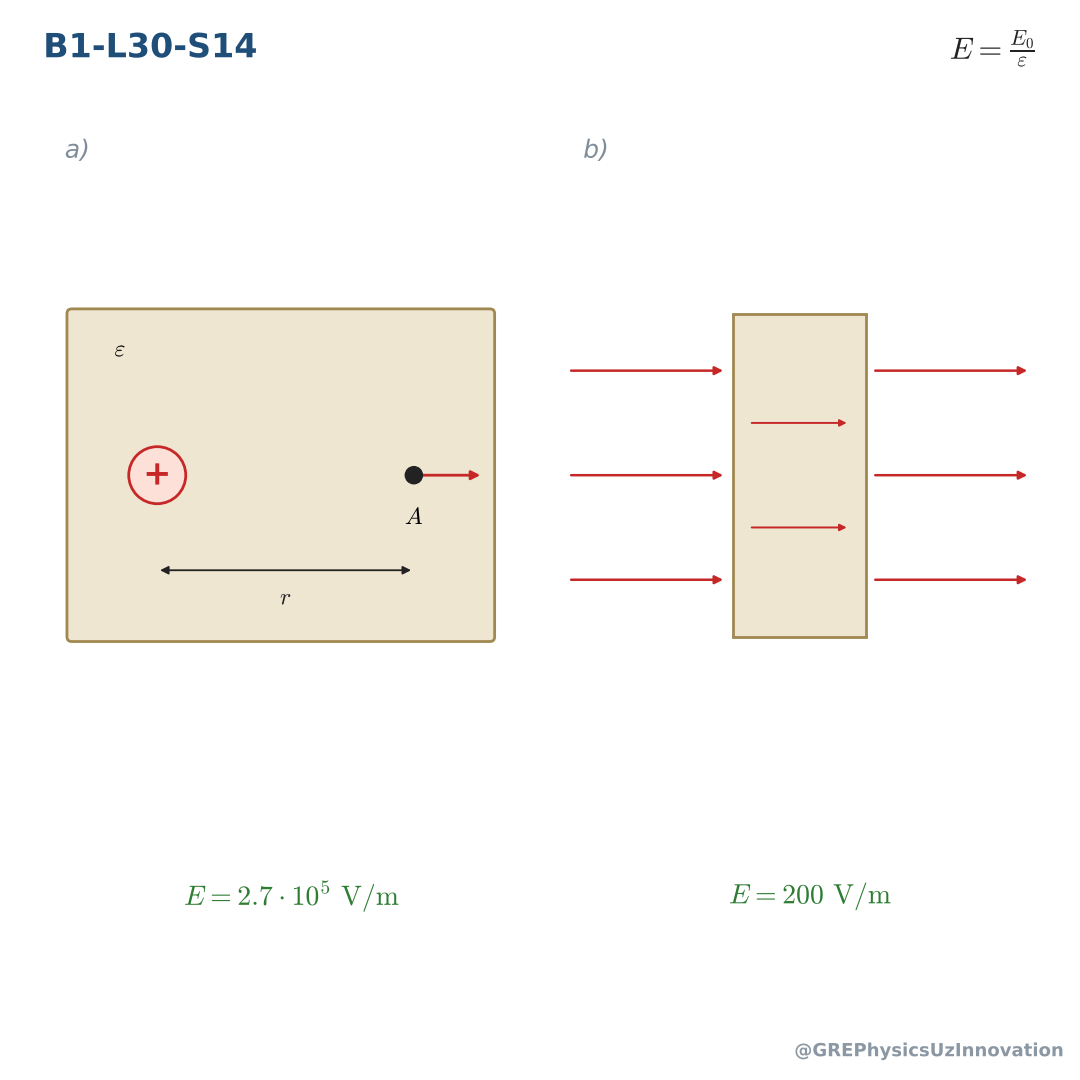 B1-L30-S14
E = E₀/ε
a)
b)
ε
+
A
r
E = 2.7 · 10⁵ V/m
E = 200 V/m
@GREPhysicsUzInnovation